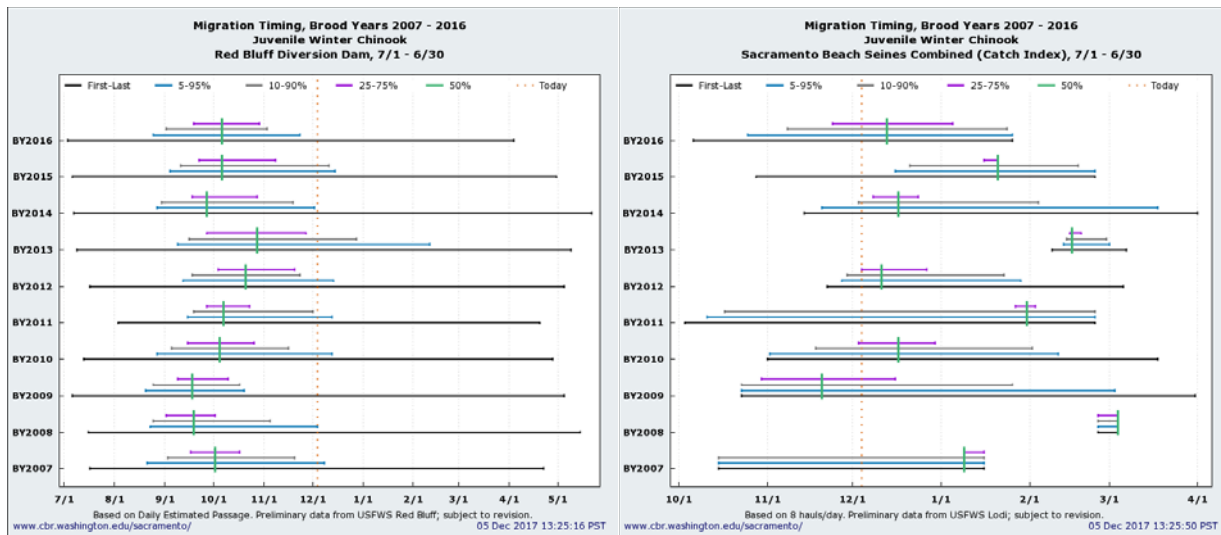 Migration Timing, Brood Years 2007 - 2016
Juvenile Winter Chinook
Red Bluff Diversion Dam, 7/1 - 6/30
First-Last 5-95% 10-90% 25-75% 50% Today
BY2016
BY2015
BY2014
BY2013
BY2012
BY2011
BY2010
BY2009
BY2008
BY2007
7/1 8/1 9/1 10/1 11/1 12/1 1/1 2/1 3/1 4/1 5/1
Based on Daily Estimated Passage. Preliminary data from USFWS Red Bluff; subject to revision.
www.cbr.washington.edu/sacramento/ 05 Dec 2017 13:25:16 PST
Migration Timing, Brood Years 2007 - 2016
Juvenile Winter Chinook
Sacramento Beach Seines Combined (Catch Index), 7/1 - 6/30
First-Last 5-95% 10-90% 25-75% 50% Today
BY2016
BY2015
BY2014
BY2013
BY2012
BY2011
BY2010
BY2009
BY2008
BY2007
10/1 11/1 12/1 1/1 2/1 3/1 4/1
Based on 8 hauls/day. Preliminary data from USFWS Lodi; subject to revision.
www.cbr.washington.edu/sacramento/ 05 Dec 2017 13:25:50 PST